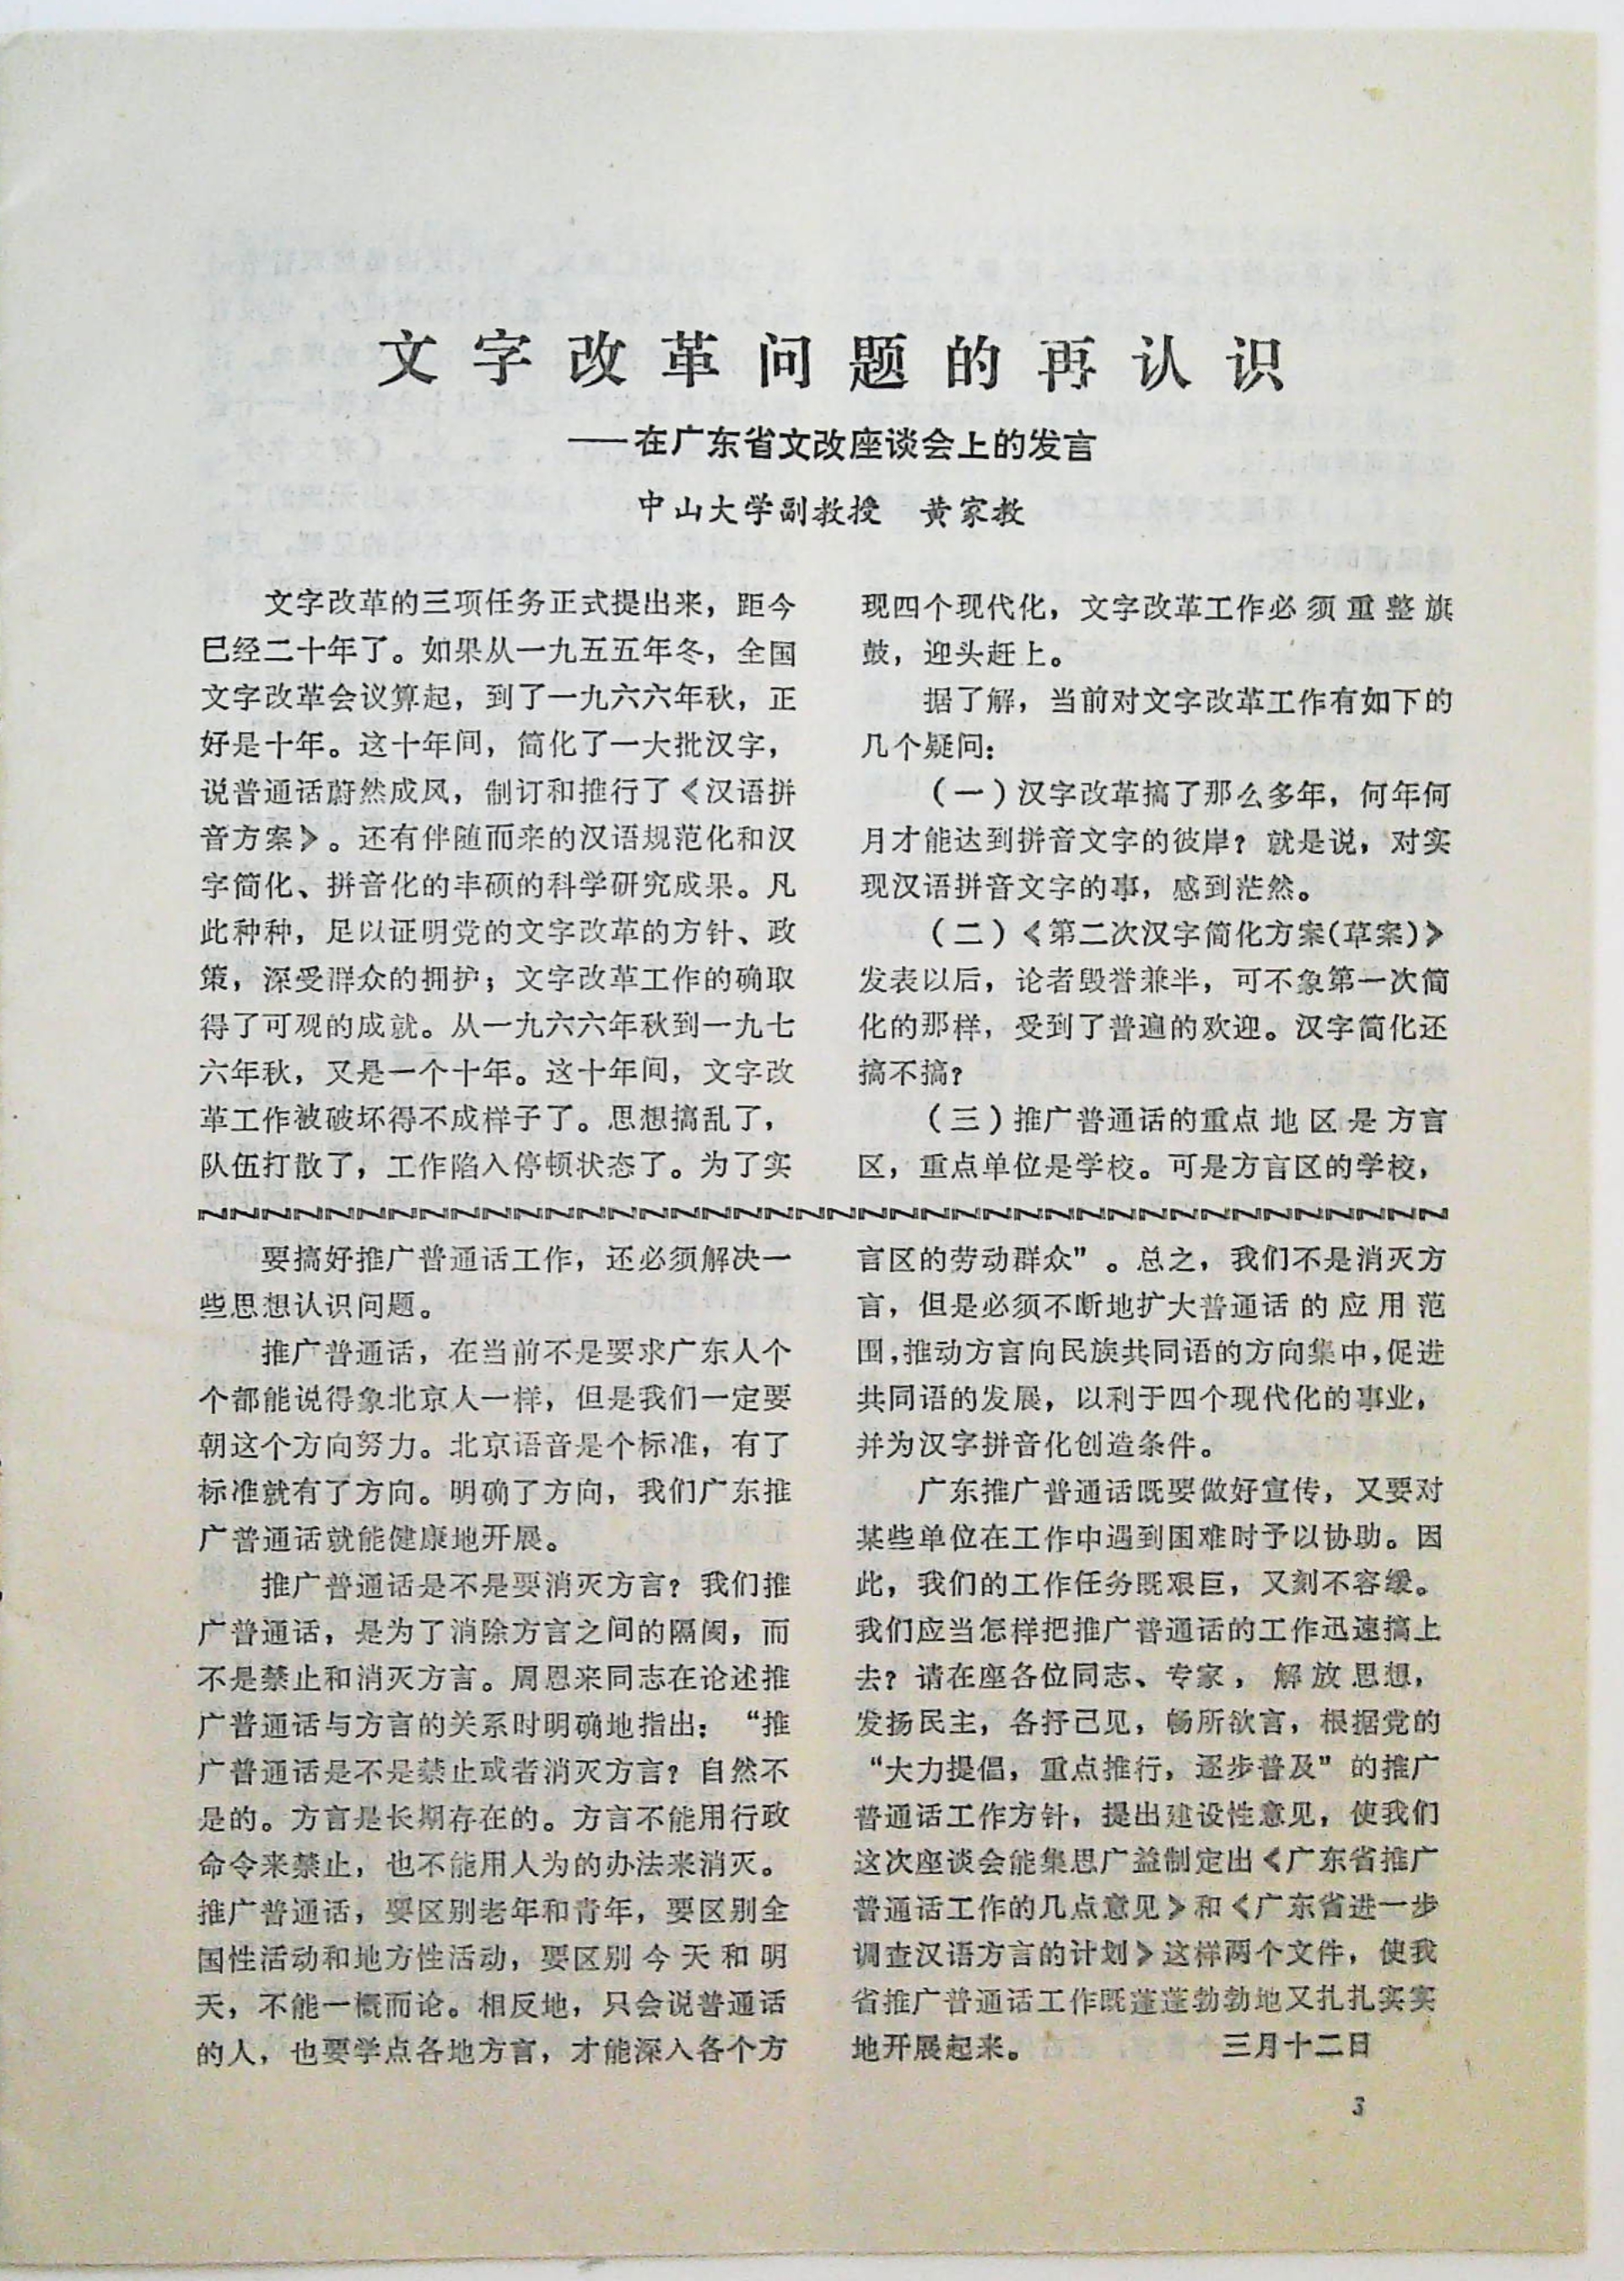 文字改革问题的再认识
——在广东省文改座谈会上的发言
中山大学副教授　黄家教
文字改革的三项任务正式提出来，距今
已经二十年了。如果从一九五五年冬，全国
文字改革会议算起，到了一九六六年秋，正
好是十年。这十年间，简化了一大批汉字，
说普通话蔚然成风，制订和推行了《汉语拼
音方案》。还有伴随而来的汉语规范化和汉
字简化、拼音化的丰硕的科学研究成果。凡
此种种，足以证明党的文字改革的方针、政
策，深受群众的拥护；文字改革工作的确取
得了可观的成就。从一九六六年秋到一九七
六年秋，又是一个十年。这十年间，文字改
革工作被破坏得不成样子了。思想搞乱了，
队伍打散了，工作陷入停顿状态了。为了实
现四个现代化，文字改革工作必须重整旗
鼓，迎头赶上。
据了解，当前对文字改革工作有如下的
几个疑问：
（一）汉字改革搞了那么多年，何年何
月才能达到拼音文字的彼岸？就是说，对实
现汉语拼音文字的事，感到茫然。
（二）《第二次汉字简化方案（草案）》
发表以后，论者毁誉兼半，可不象第一次简
化的那样，受到了普遍的欢迎。汉字简化还
搞不搞？
（三）推广普通话的重点地区是方言
区，重点单位是学校。可是方言区的学校，
要搞好推广普通话工作，还必须解决一
些思想认识问题。
推广普通话，在当前不是要求广东人个
个都能说得象北京人一样，但是我们一定要
朝这个方向努力。北京语音是个标准，有了
标准就有了方向。明确了方向，我们广东推
广普通话就能健康地开展。
推广普通话是不是要消灭方言？我们推
广普通话，是为了消除方言之间的隔阂，而
不是禁止和消灭方言。周恩来同志在论述推
广普通话与方言的关系时明确地指出：“推
广普通话是不是禁止或者消灭方言？自然不
是的。方言是长期存在的。方言不能用行政
命令来禁止，也不能用人为的办法来消灭。
推广普通话，要区别老年和青年，要区别全
国性活动和地方性活动，要区别今天和明
天，不能一概而论。相反地，只会说普通话
的人，也要学点各地方言，才能深入各个方
言区的劳动群众”。总之，我们不是消灭方
言，但是必须不断地扩大普通话的应用范
围，推动方言向民族共同语的方向集中，促进
共同语的发展，以利于四个现代化的事业，
并为汉字拼音化创造条件。
广东推广普通话既要做好宣传，又要对
某些单位在工作中遇到困难时予以协助。因
此，我们的工作任务既艰巨，又刻不容缓。
我们应当怎样把推广普通话的工作迅速搞上
去？请在座各位同志、专家，解放思想，
发扬民主，各抒己见，畅所欲言，根据党的
“大力提倡，重点推行，逐步普及”的推广
普通话工作方针，提出建设性意见，使我们
这次座谈会能集思广益制定出《广东省推广
普通话工作的几点意见》和《广东省进一步
调查汉语方言的计划》这样两个文件，使我
省推广普通话工作既蓬蓬勃勃地又扎扎实实
地开展起来。　三月十二日
3